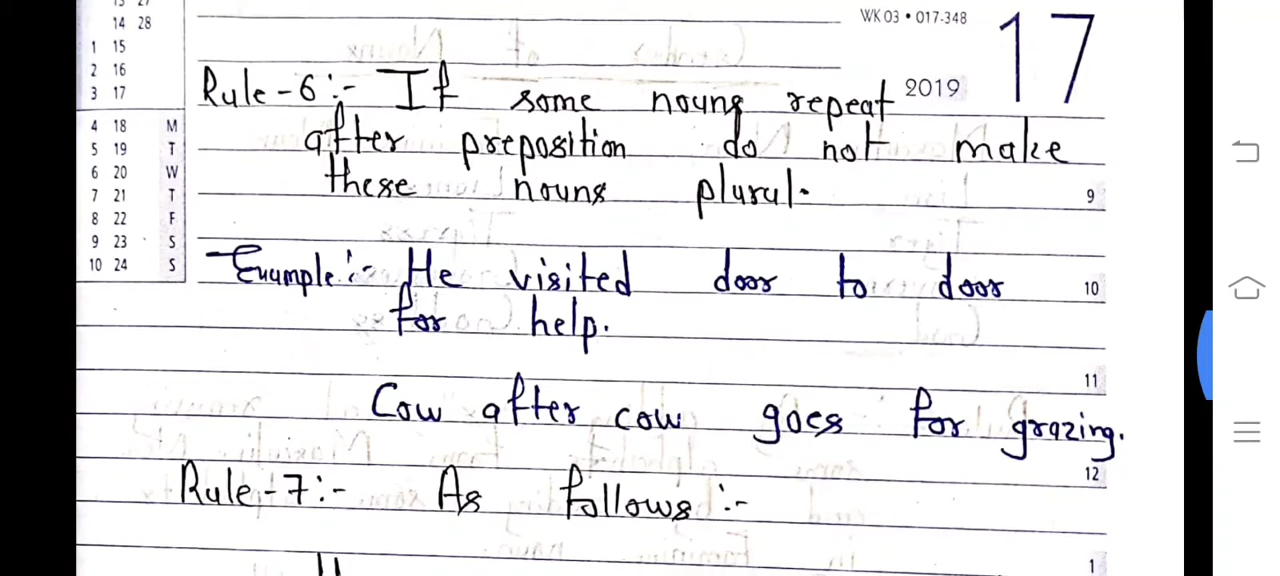 13 27
14 28
WK 03 • 017-348
17
1 15
2 16
3 17
2019
Rule-6:- If some nouns repeat
after preposition do not make
these nouns plural.
4 18 M
5 19 T
6 20 W
7 21 T
8 22 F
9 23 S
10 24 S
9
Example:- He visited door to door
10
for help.
11
Cow after cow goes for grazing.
12
Rule-7:- As follows:-
1